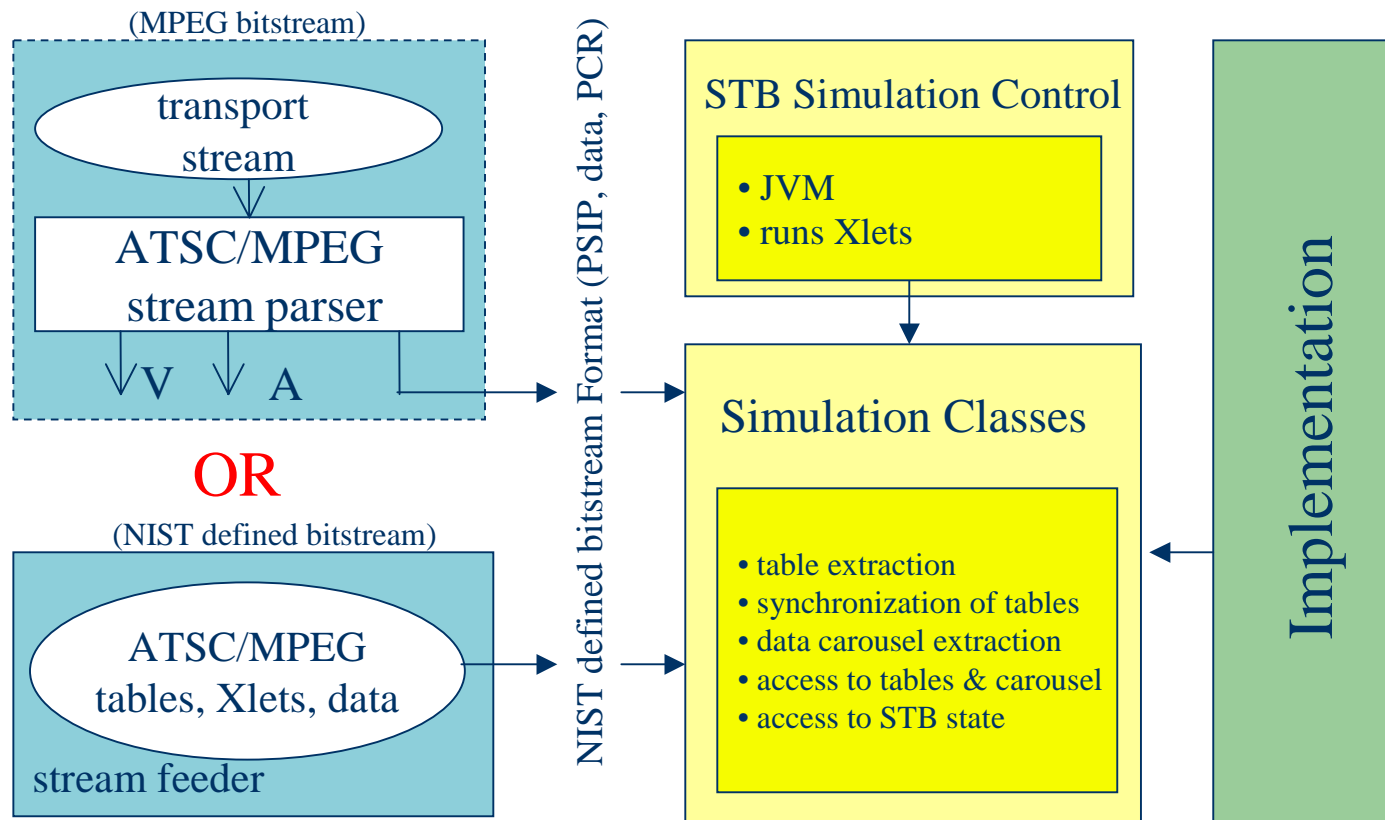 (MPEG bitstream)
transport
stream
ATSC/MPEG
stream parser
V
A
OR
(NIST defined bitstream)
ATSC/MPEG
tables, Xlets, data
stream feeder
NIST defined bitstream Format (PSIP, data, PCR)
STB Simulation Control
• JVM
• runs Xlets
Simulation Classes
• table extraction
• synchronization of tables
• data carousel extraction
• access to tables & carousel
• access to STB state
Implementation